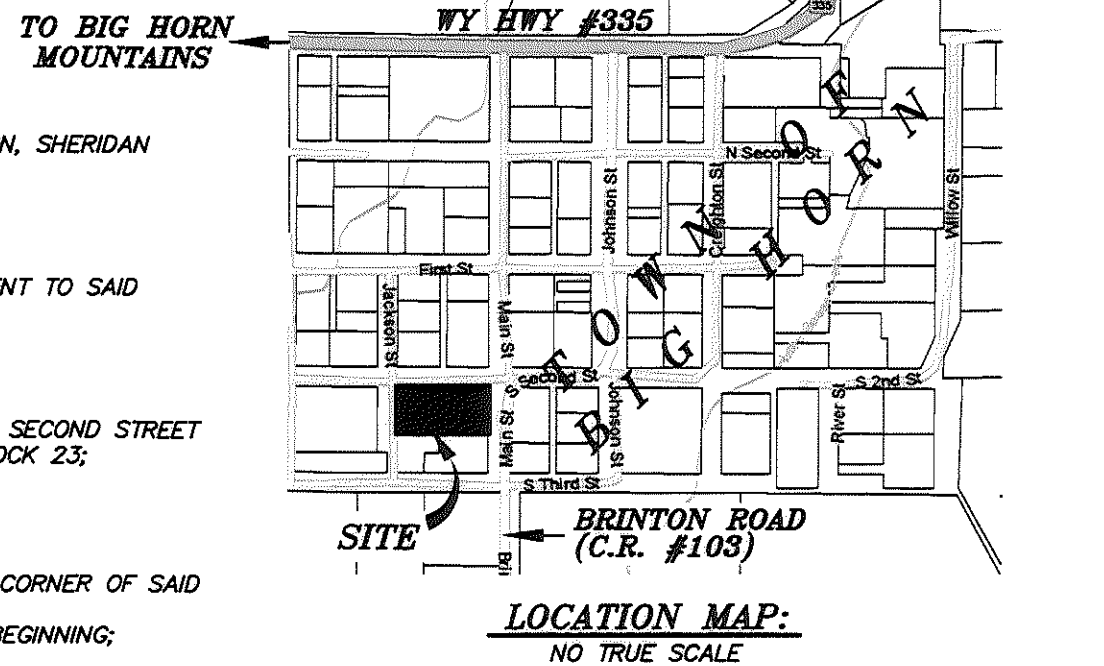 TO BIG HORN
MOUNTAINS
WY HWY #335
335
N, SHERIDAN
NT TO SAID
SECOND STREET
OCK 23;
CORNER OF SAID
BEGINNING;
N Second St
Johnson St
Creighton St
Willow St
First St
Jackson St
Main St
S Second St
S
S 2nd St
Main St
Johnson St
River St
S Third St
TOWN OF
BIG HORN
SITE
BRINTON ROAD
(C.R. #103)
Bri
LOCATION MAP:
NO TRUE SCALE